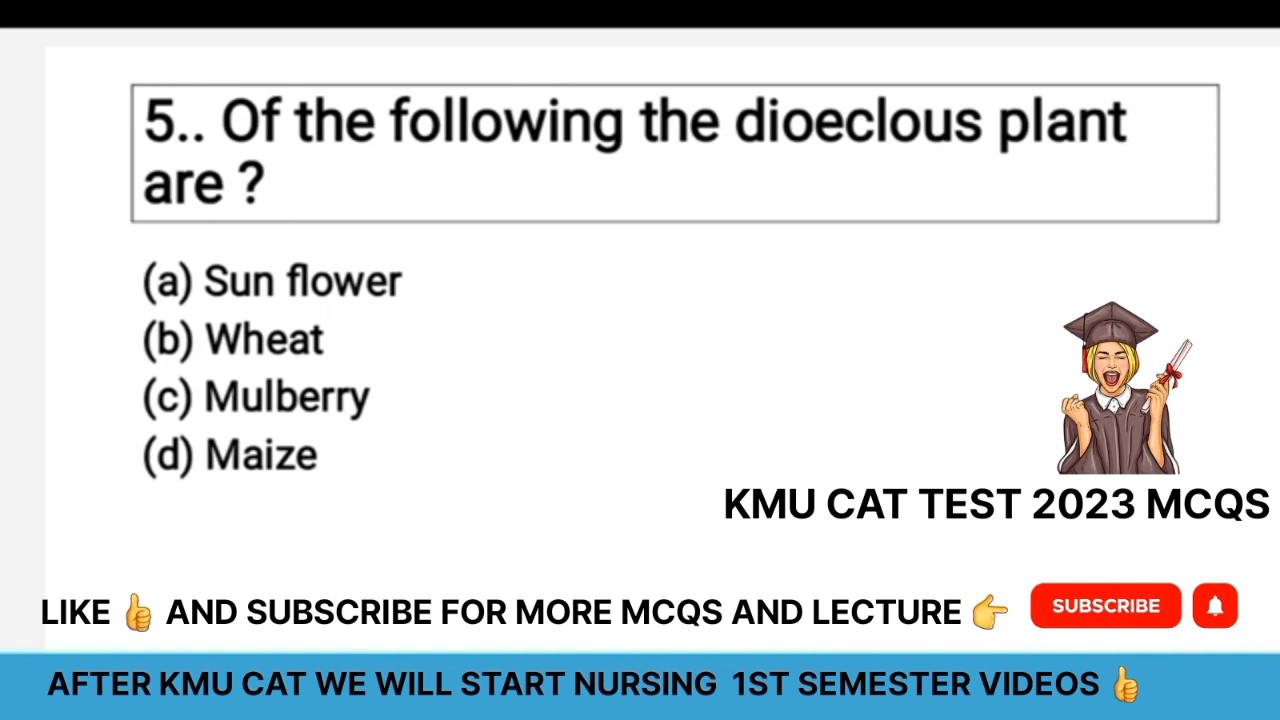 5.. Of the following the dioeclous plant
are ?
(a) Sun flower
(b) Wheat
(c) Mulberry
(d) Maize
KMU CAT TEST 2023 MCQS
LIKE 👍 AND SUBSCRIBE FOR MORE MCQS AND LECTURE 👉 SUBSCRIBE
AFTER KMU CAT WE WILL START NURSING 1ST SEMESTER VIDEOS 👍